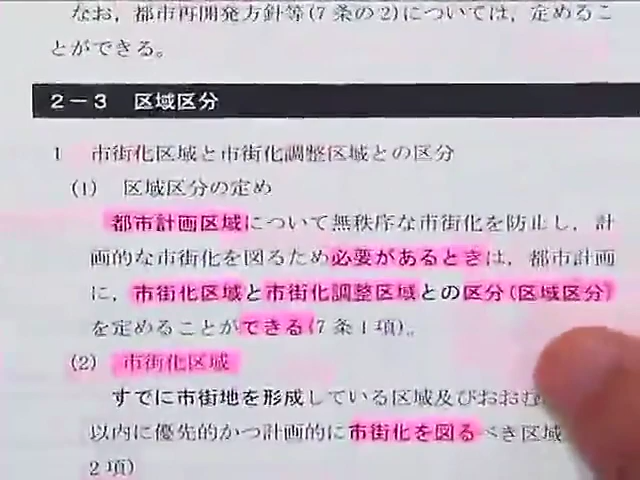 なお，都市再開発方針等(7条の2)については，定めるこ
とができる。
2－3 区域区分
1 市街化区域と市街化調整区域との区分
(1) 区域区分の定め
都市計画区域について無秩序な市街化を防止し，計
画的な市街化を図るため必要があるときは，都市計画
に，市街化区域と市街化調整区域との区分(区域区分)
を定めることができる(7条1項)。
(2) 市街化区域
すでに市街地を形成している区域及びおおむ
以内に優先的かつ計画的に市街化を図るべき区域
2項)